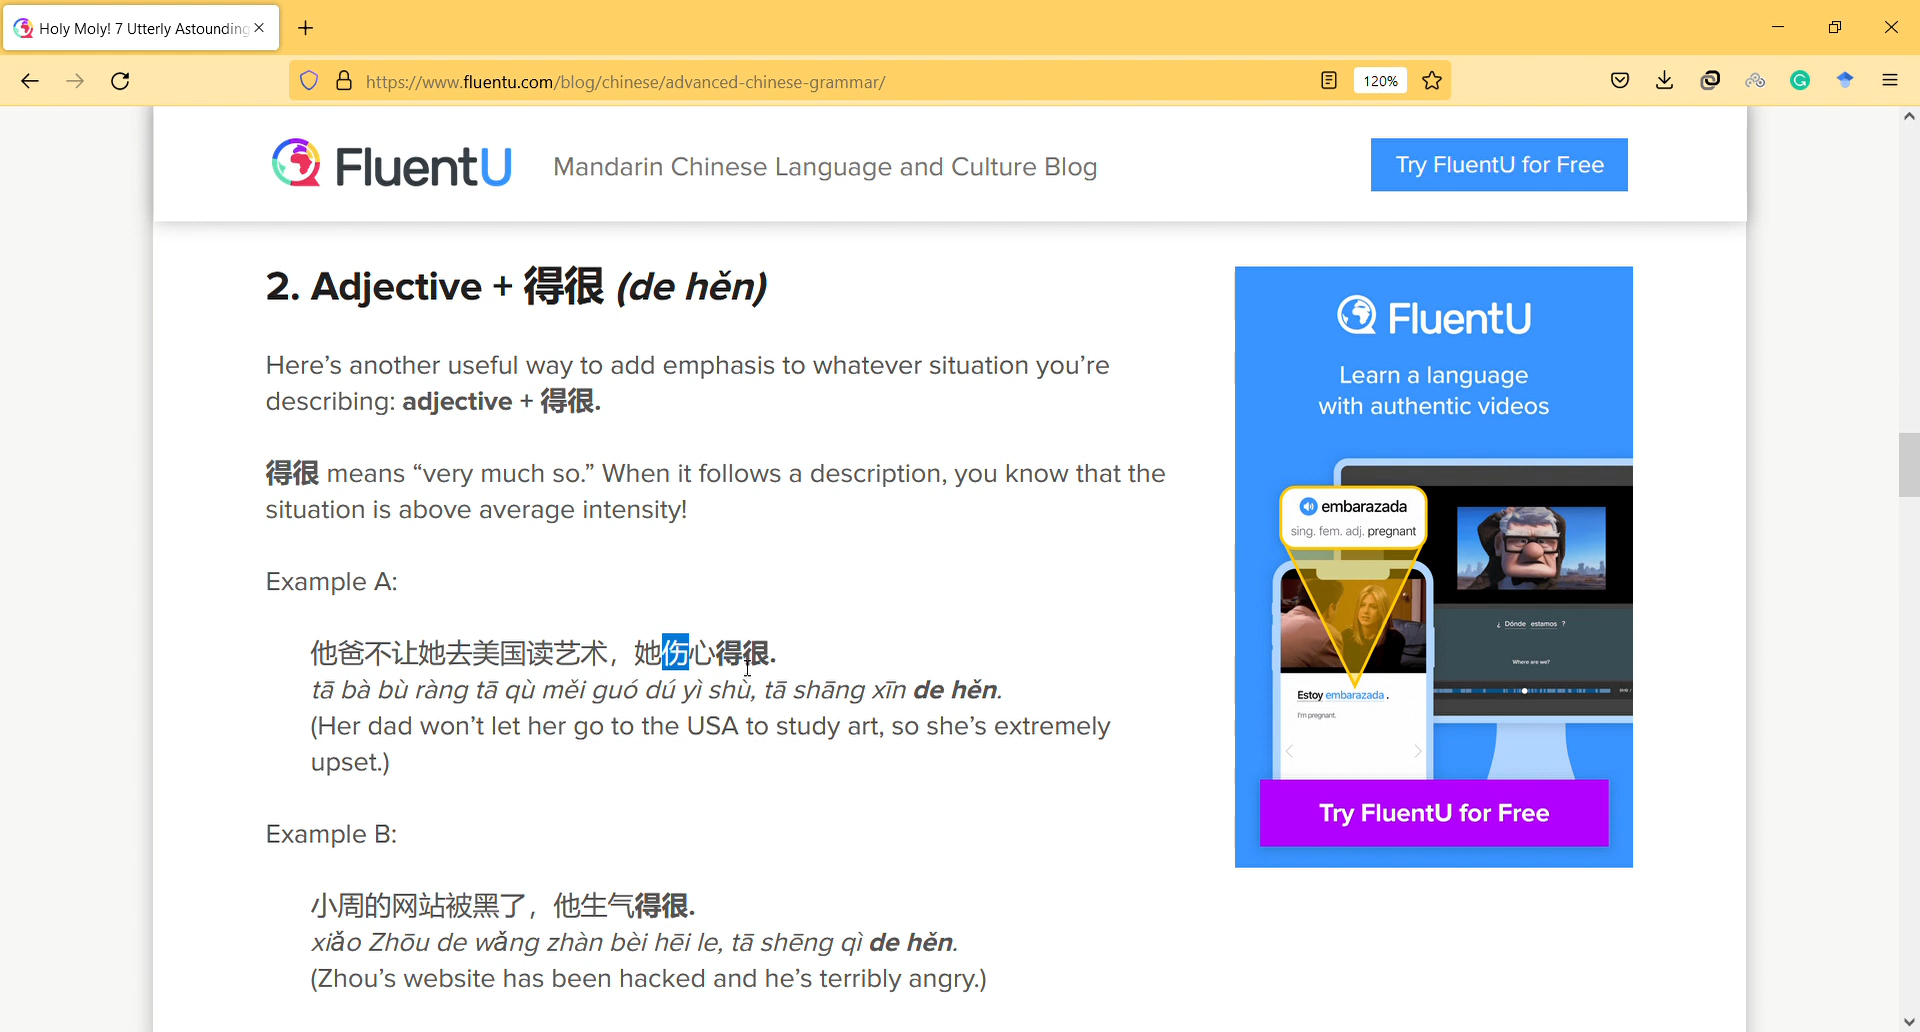 Holy Moly! 7 Utterly Astounding
https://www.fluentu.com/blog/chinese/advanced-chinese-grammar/
120%
FluentU
Mandarin Chinese Language and Culture Blog
Try FluentU for Free
2. Adjective + 得很 (de hěn)
Here’s another useful way to add emphasis to whatever situation you’re
describing: adjective + 得很.
得很 means “very much so.” When it follows a description, you know that the
situation is above average intensity!
Example A:
他爸不让她去美国读艺术，她伤心得很.
tā bà bù ràng tā qù měi guó dú yì shù, tā shāng xīn de hěn.
(Her dad won’t let her go to the USA to study art, so she’s extremely
upset.)
Example B:
小周的网站被黑了，他生气得很.
xiǎo Zhōu de wǎng zhàn bèi hēi le, tā shēng qì de hěn.
(Zhou’s website has been hacked and he’s terribly angry.)
FluentU
Learn a language
with authentic videos
embarazada
sing. fem. adj. pregnant
¿ Dónde estamos ?
Where are we?
Estoy embarazada .
I'm pregnant.
Try FluentU for Free